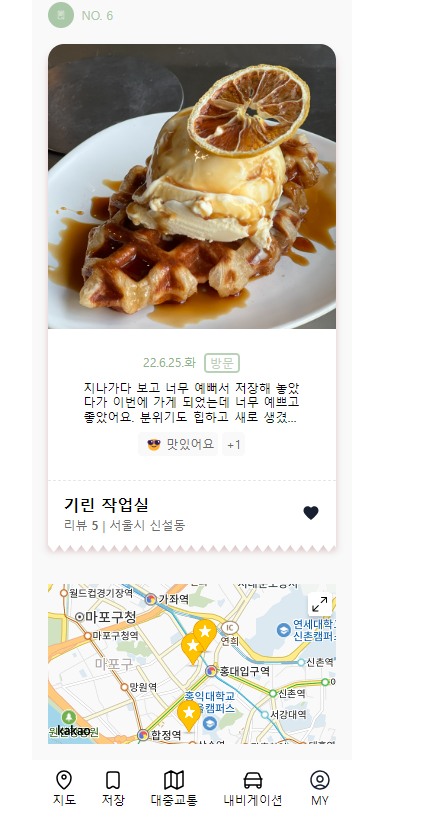 NO. 6
22.6.25.화 방문
지나가다 보고 너무 예뻐서 저장해 놓았
다가 이번에 가게 되었는데 너무 예쁘고
좋았어요. 분위기도 힙하고 새로 생겼...
맛있어요 +1
기린 작업실
리뷰 5 | 서울시 신설동
월드컵경기장역
가좌역
마포구청
마포구청역
IC
연희
연세대학교
신촌캠퍼스
마포구
홍대입구역
신촌역
망원역
홍익대학교
신촌역
서강대역
합정역
kakao
지도 저장 대중교통 내비게이션 MY